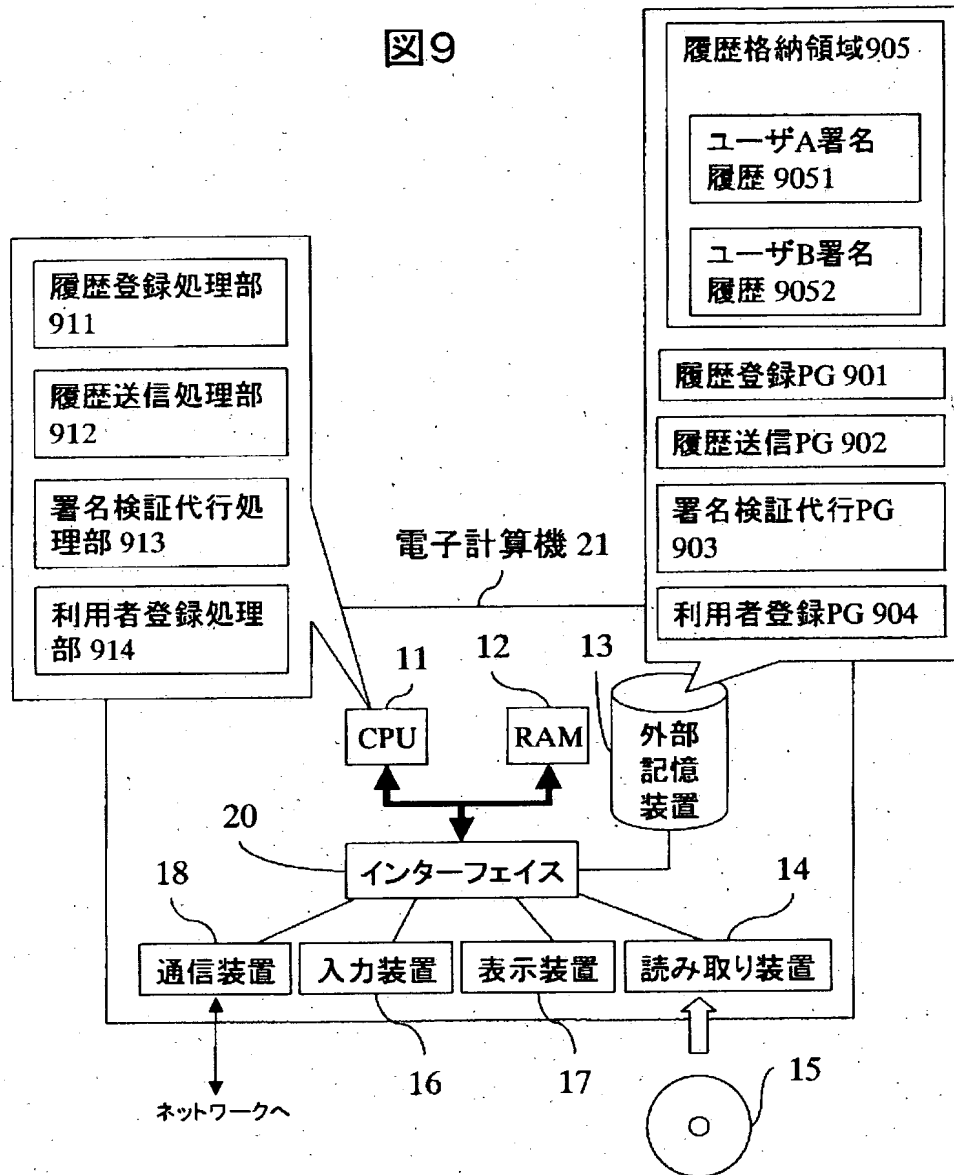 図9
履歴格納領域905
ユーザA署名
履歴 9051
ユーザB署名
履歴 9052
履歴登録PG 901
履歴送信PG 902
署名検証代行PG
903
利用者登録PG 904
履歴登録処理部
911
履歴送信処理部
912
署名検証代行処
理部 913
利用者登録処理
部 914
電子計算機 21
11
12
13
CPU
RAM
外部
記憶
装置
20
インターフェイス
18
14
通信装置
入力装置
表示装置
読み取り装置
16
17
15
ネットワークへ